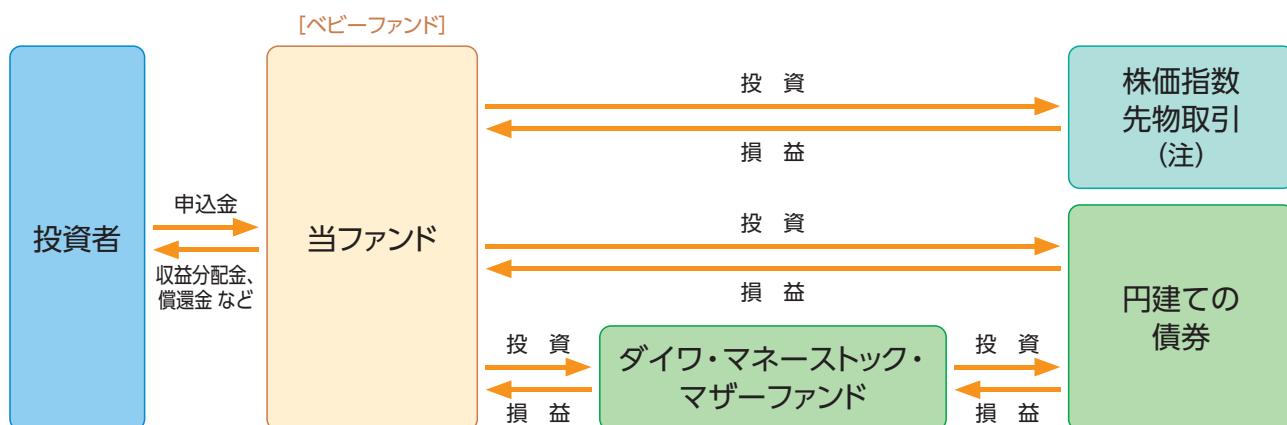 [ベビーファンド]
投資者
申込金
収益分配金、
償還金 など
当ファンド
投 資
損 益
株価指数
先物取引
(注)
投 資
損 益
円建ての
債券
投 資
損 益
ダイワ・マネーストック・
マザーファンド
投 資
損 益